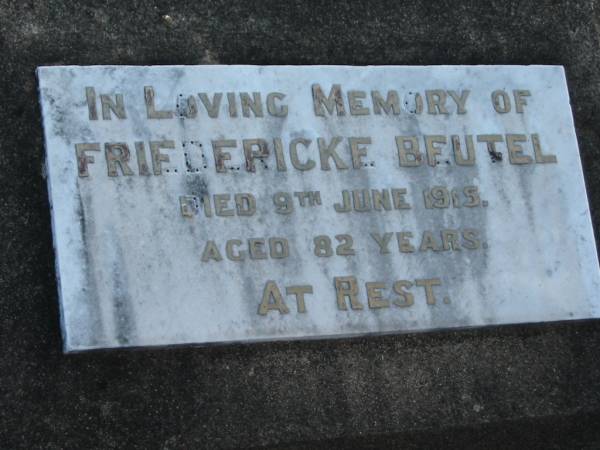 In Loving Memory of
FRIEDERICKE BEUTEL
DIED 9TH JUNE 1915.
AGED 82 YEARS.
At Rest.